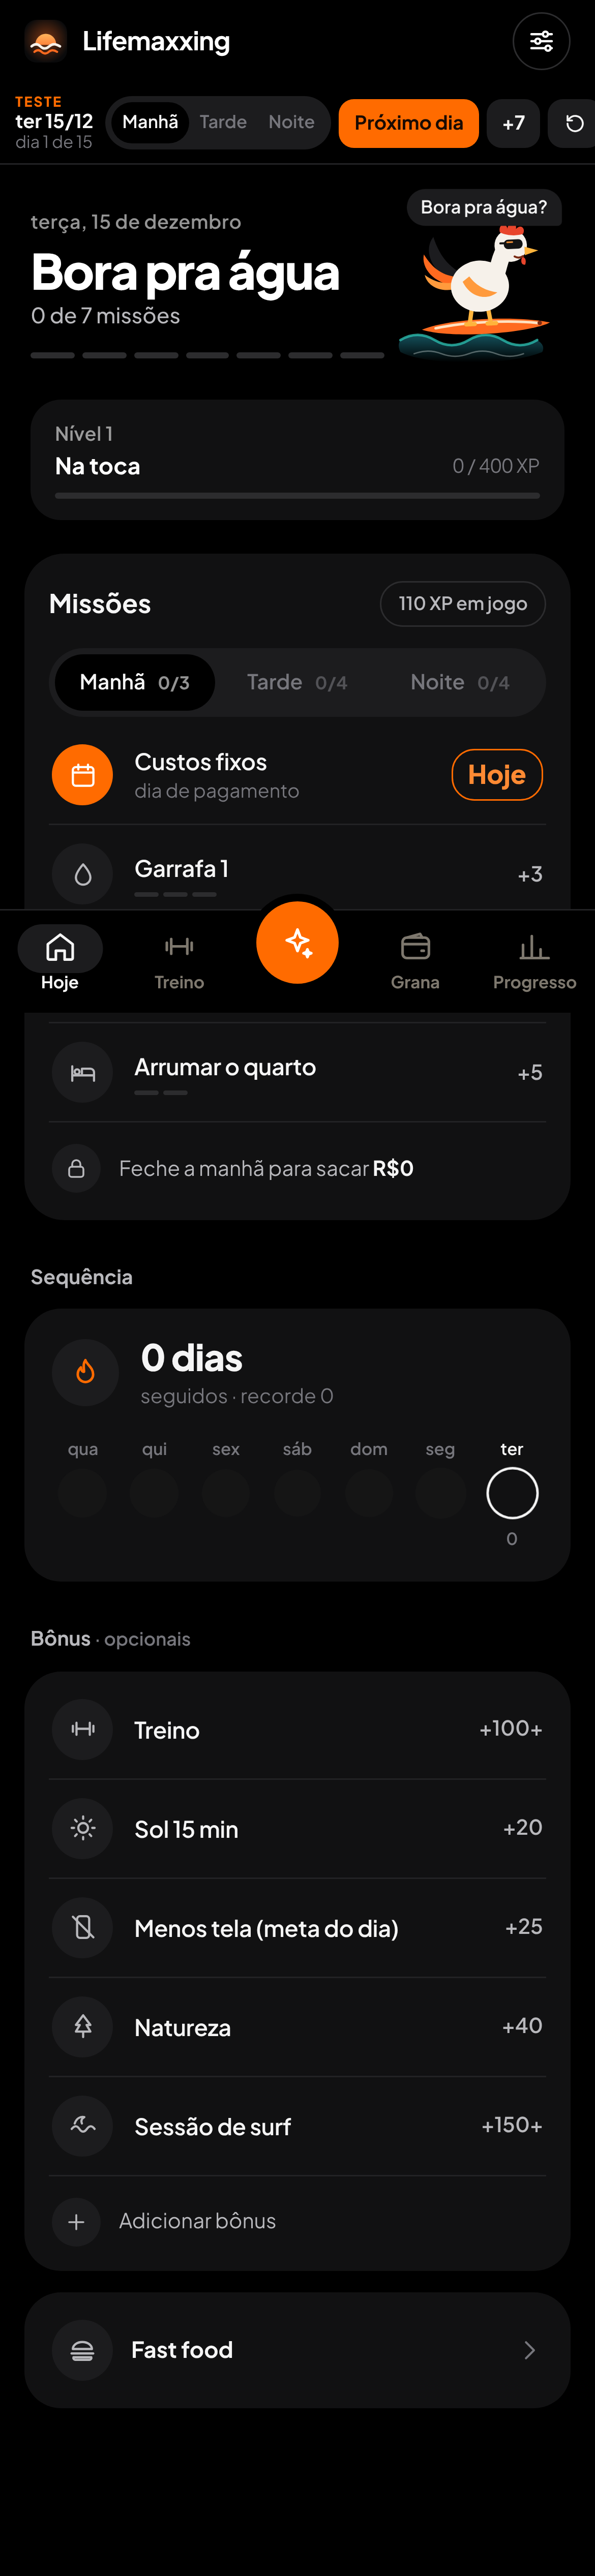 Lifemaxxing
TESTE
ter 15/12
dia 1 de 15
Manhã Tarde Noite
Próximo dia
+7
Bora pra água?
terça, 15 de dezembro
Bora pra água
0 de 7 missões
Nível 1
Na toca
0 / 400 XP
Missões
110 XP em jogo
Manhã 0/3
Tarde 0/4
Noite 0/4
Custos fixos
dia de pagamento
Hoje
Garrafa 1
+3
Hoje
Treino
Grana
Progresso
Arrumar o quarto
+5
Feche a manhã para sacar R$0
Sequência
0 dias
seguidos · recorde 0
qua qui sex sáb dom seg ter
0
Bônus · opcionais
Treino
+100+
Sol 15 min
+20
Menos tela (meta do dia)
+25
Natureza
+40
Sessão de surf
+150+
Adicionar bônus
Fast food